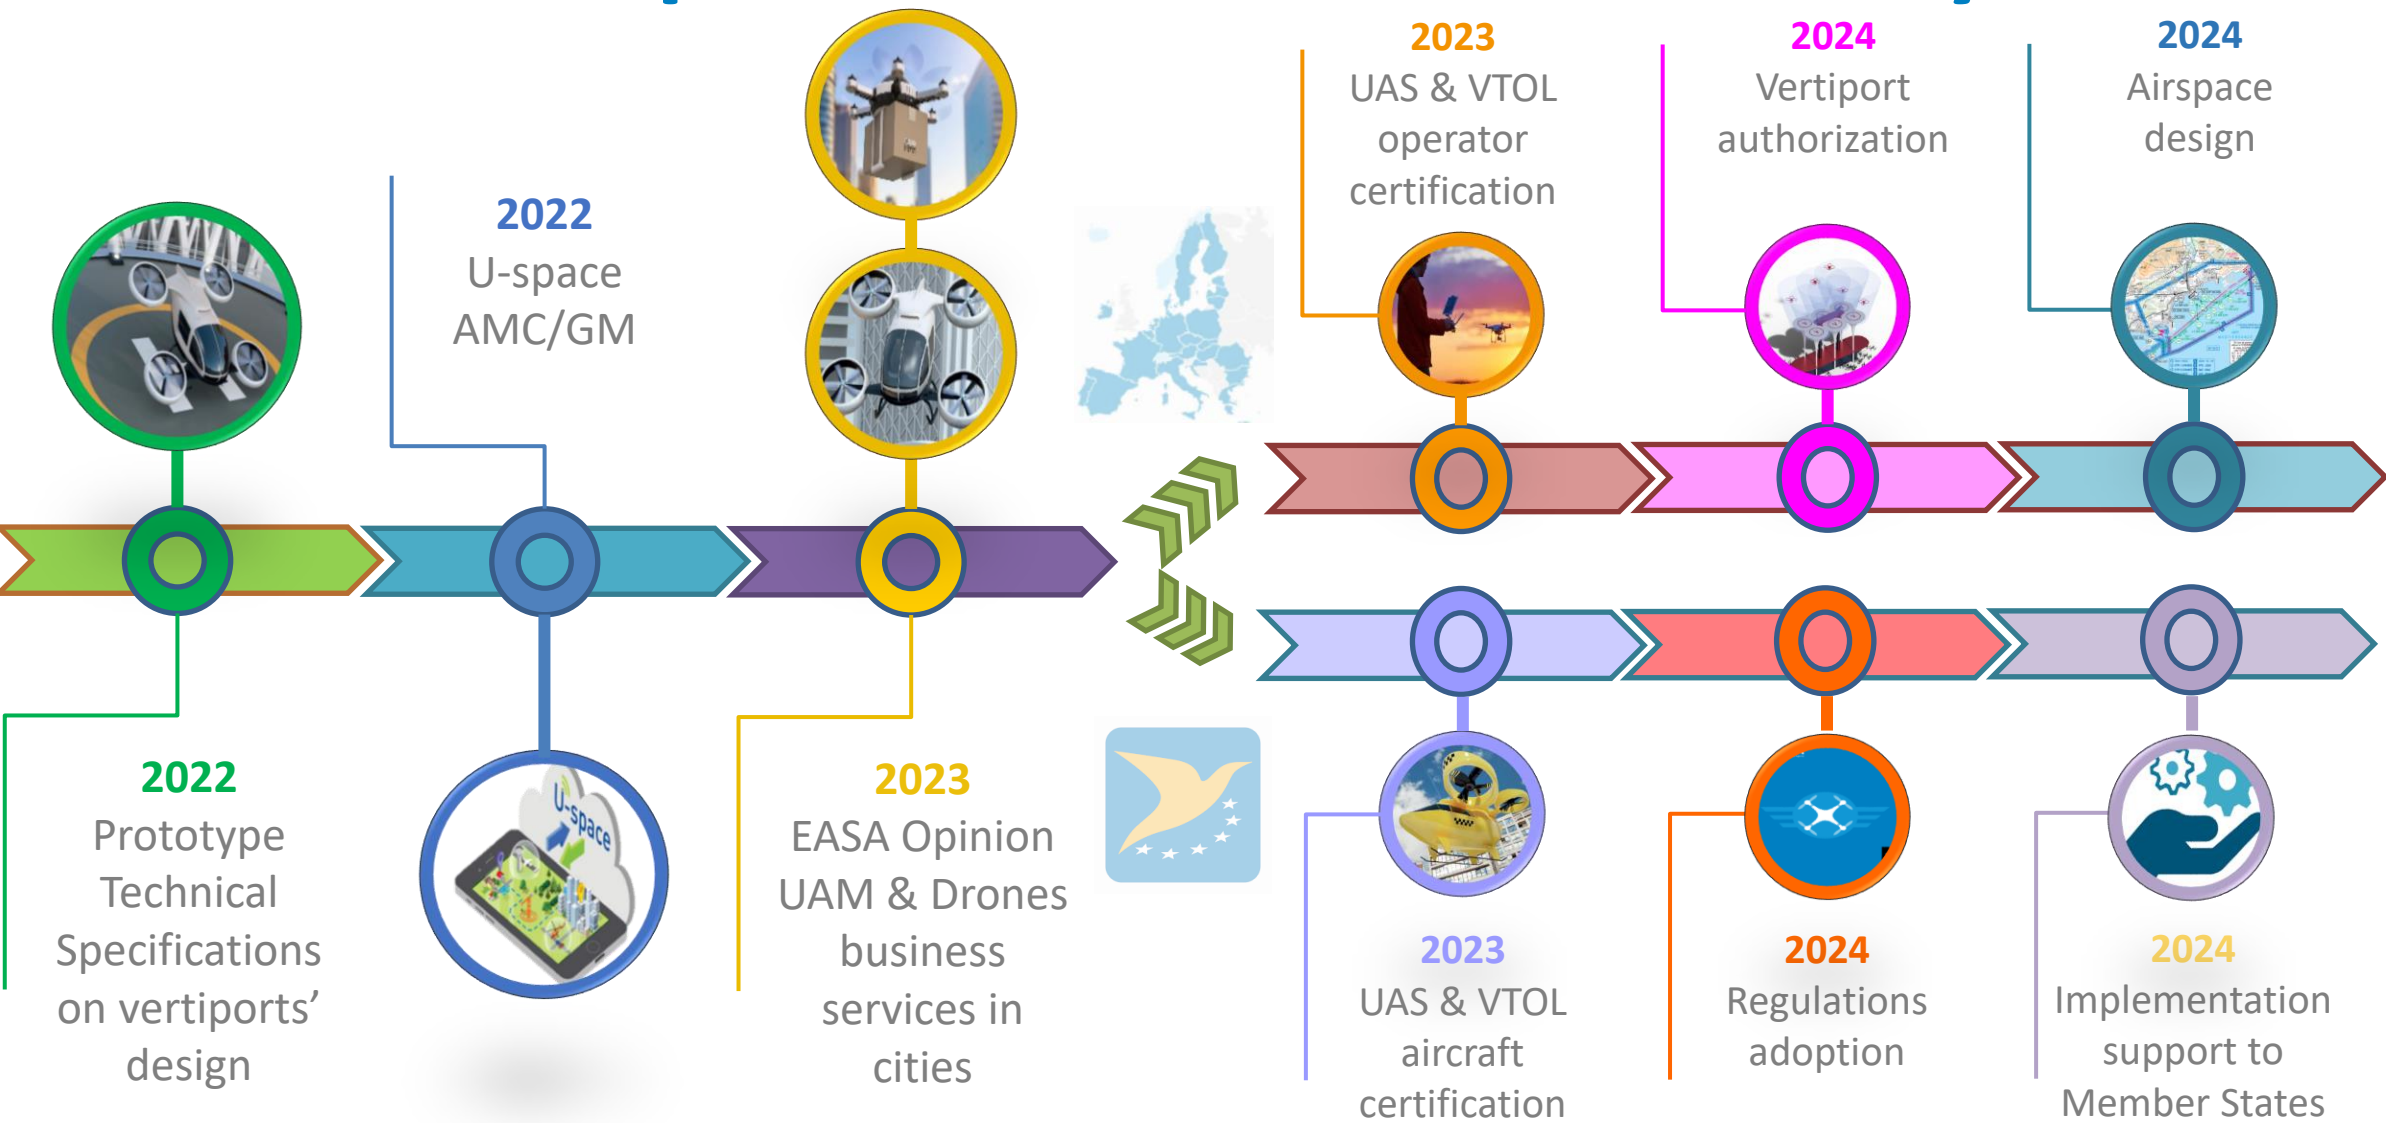 2022
Prototype
Technical
Specifications
on vertiports’
design
2022
U-space
AMC/GM
U-space
2023
EASA Opinion
UAM & Drones
business
services in
cities
2023
UAS & VTOL
operator
certification
2024
Vertiport
authorization
2024
Airspace
design
2023
UAS & VTOL
aircraft
certification
2024
Regulations
adoption
2024
Implementation
support to
Member States